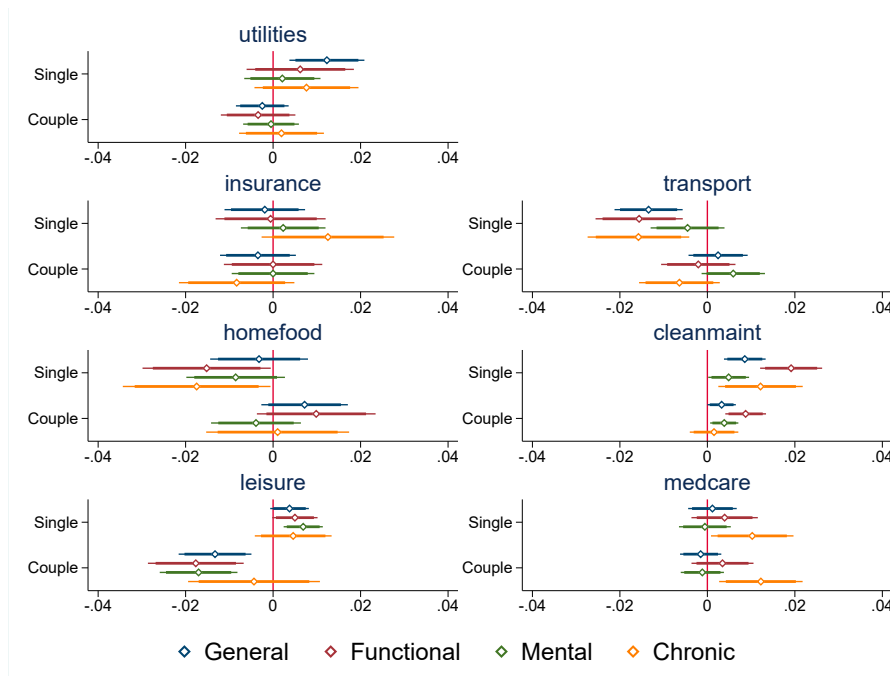 utilities
Single
Couple
-.04 -.02 0 .02 .04
insurance transport
Single Single
Couple Couple
-.04 -.02 0 .02 .04 -.04 -.02 0 .02 .04
homefood cleanmaint
Single Single
Couple Couple
-.04 -.02 0 .02 .04 -.04 -.02 0 .02 .04
leisure medcare
Single Single
Couple Couple
-.04 -.02 0 .02 .04 -.04 -.02 0 .02 .04
General Functional Mental Chronic